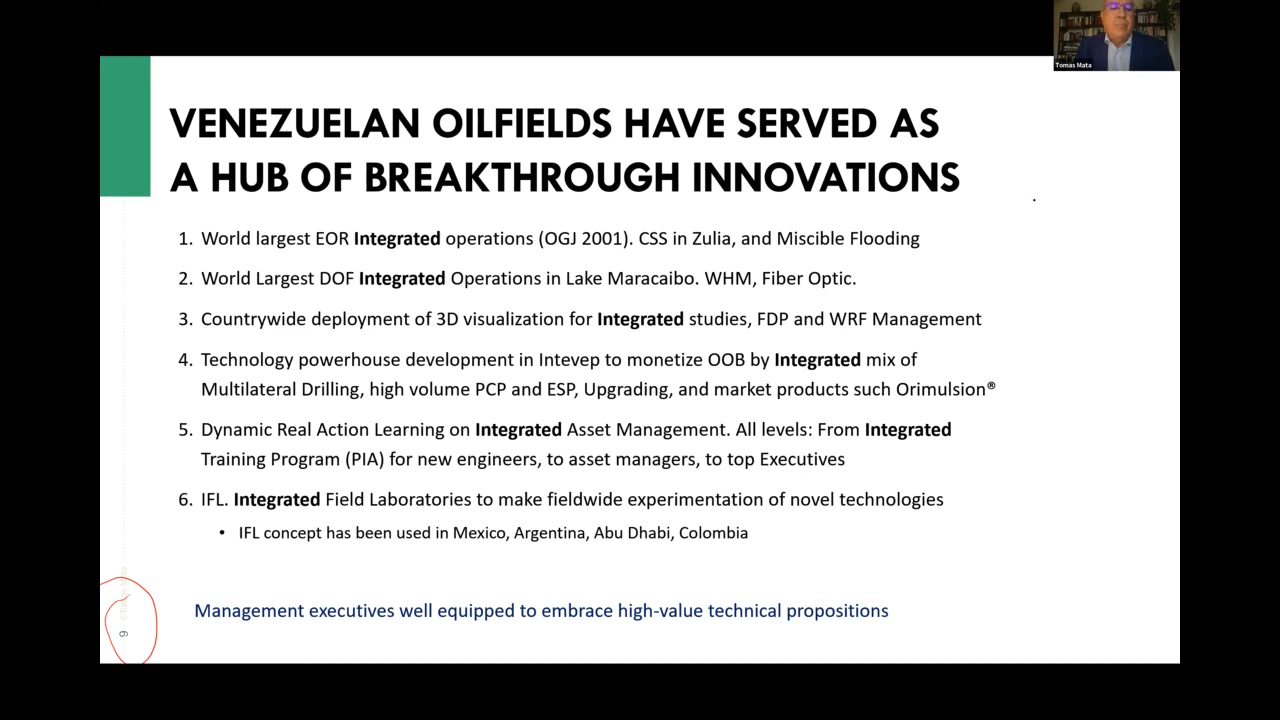 Tomas Mata
VENEZUELAN OILFIELDS HAVE SERVED AS
A HUB OF BREAKTHROUGH INNOVATIONS
1. World largest EOR Integrated operations (OGJ 2001). CSS in Zulia, and Miscible Flooding
2. World Largest DOF Integrated Operations in Lake Maracaibo. WHM, Fiber Optic.
3. Countrywide deployment of 3D visualization for Integrated studies, FDP and WRF Management
4. Technology powerhouse development in Intevep to monetize OOB by Integrated mix of
Multilateral Drilling, high volume PCP and ESP, Upgrading, and market products such Orimulsion®
5. Dynamic Real Action Learning on Integrated Asset Management. All levels: From Integrated
Training Program (PIA) for new engineers, to asset managers, to top Executives
6. IFL. Integrated Field Laboratories to make fieldwide experimentation of novel technologies
• IFL concept has been used in Mexico, Argentina, Abu Dhabi, Colombia
Management executives well equipped to embrace high-value technical propositions
9